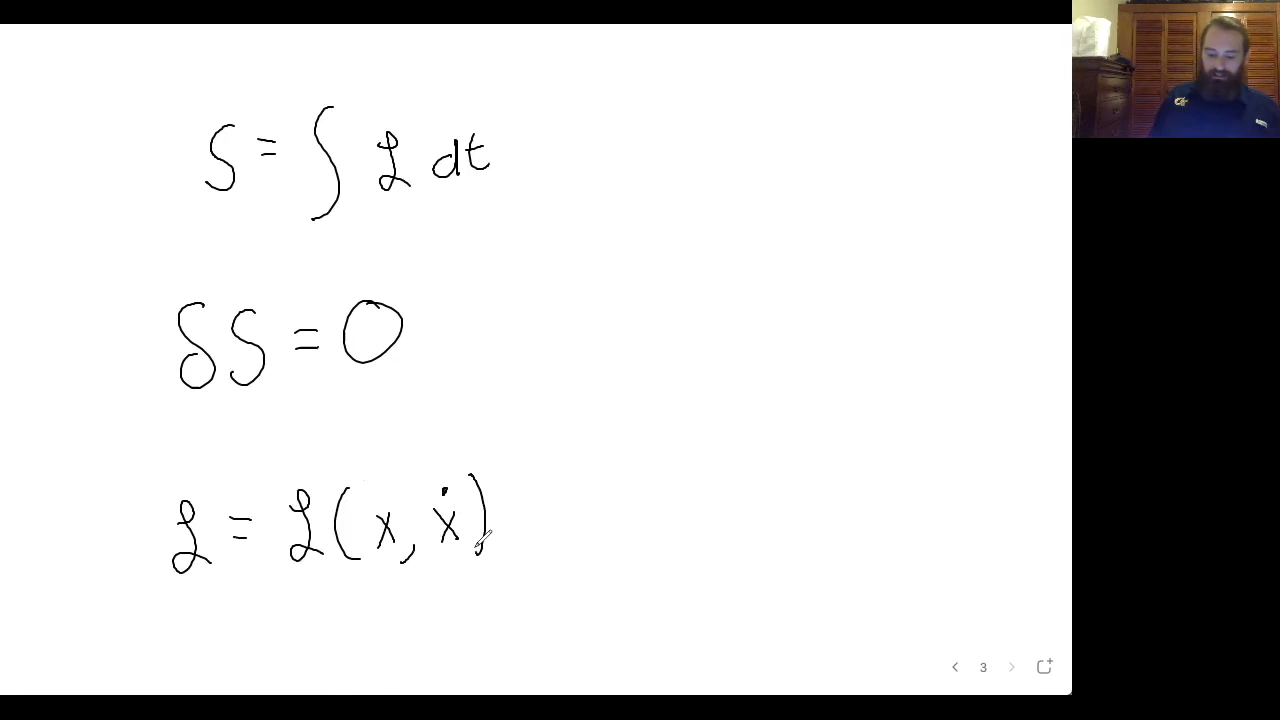 S = ∫ ℒ dt
δS = 0
ℒ = ℒ(x, ẋ)
3